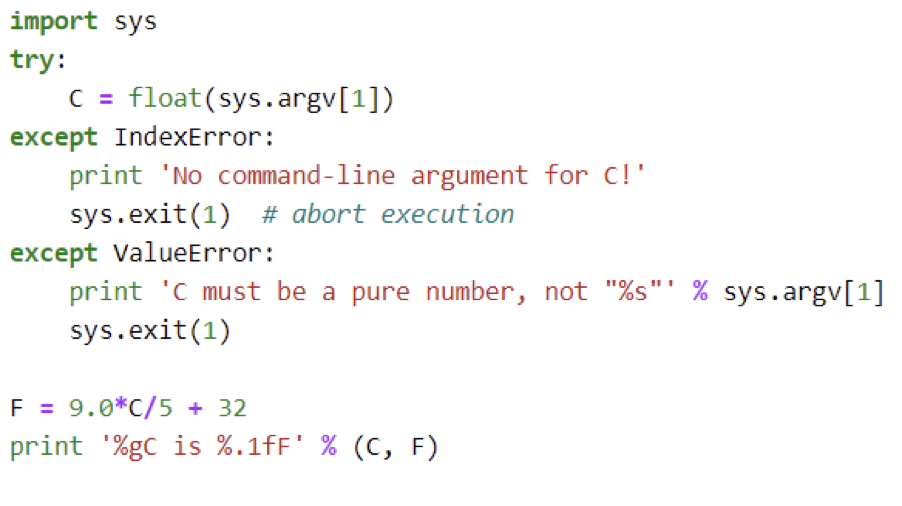 import sys
try:
    C = float(sys.argv[1])
except IndexError:
    print 'No command-line argument for C!'
    sys.exit(1)  # abort execution
except ValueError:
    print 'C must be a pure number, not "%s"' % sys.argv[1]
    sys.exit(1)

F = 9.0*C/5 + 32
print '%gC is %.1fF' % (C, F)